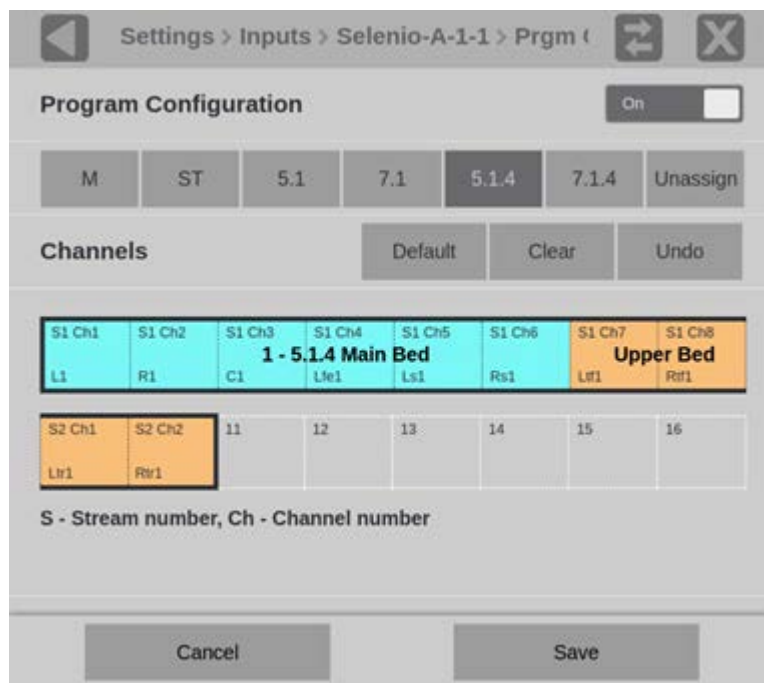 Settings > Inputs > Selenio-A-1-1 > Prgm
Program Configuration
On
M ST 5.1 7.1 5.1.4 7.1.4 Unassign
Channels
Default Clear Undo
S1 Ch1 S1 Ch2 S1 Ch3 S1 Ch4 S1 Ch5 S1 Ch6 S1 Ch7 S1 Ch8
1 - 5.1.4 Main Bed Upper Bed
L1 R1 C1 Lfe1 Ls1 Rs1 Ltf1 Rtf1
S2 Ch1 S2 Ch2 11 12 13 14 15 16
Ltr1 Rtr1
S - Stream number, Ch - Channel number
Cancel Save